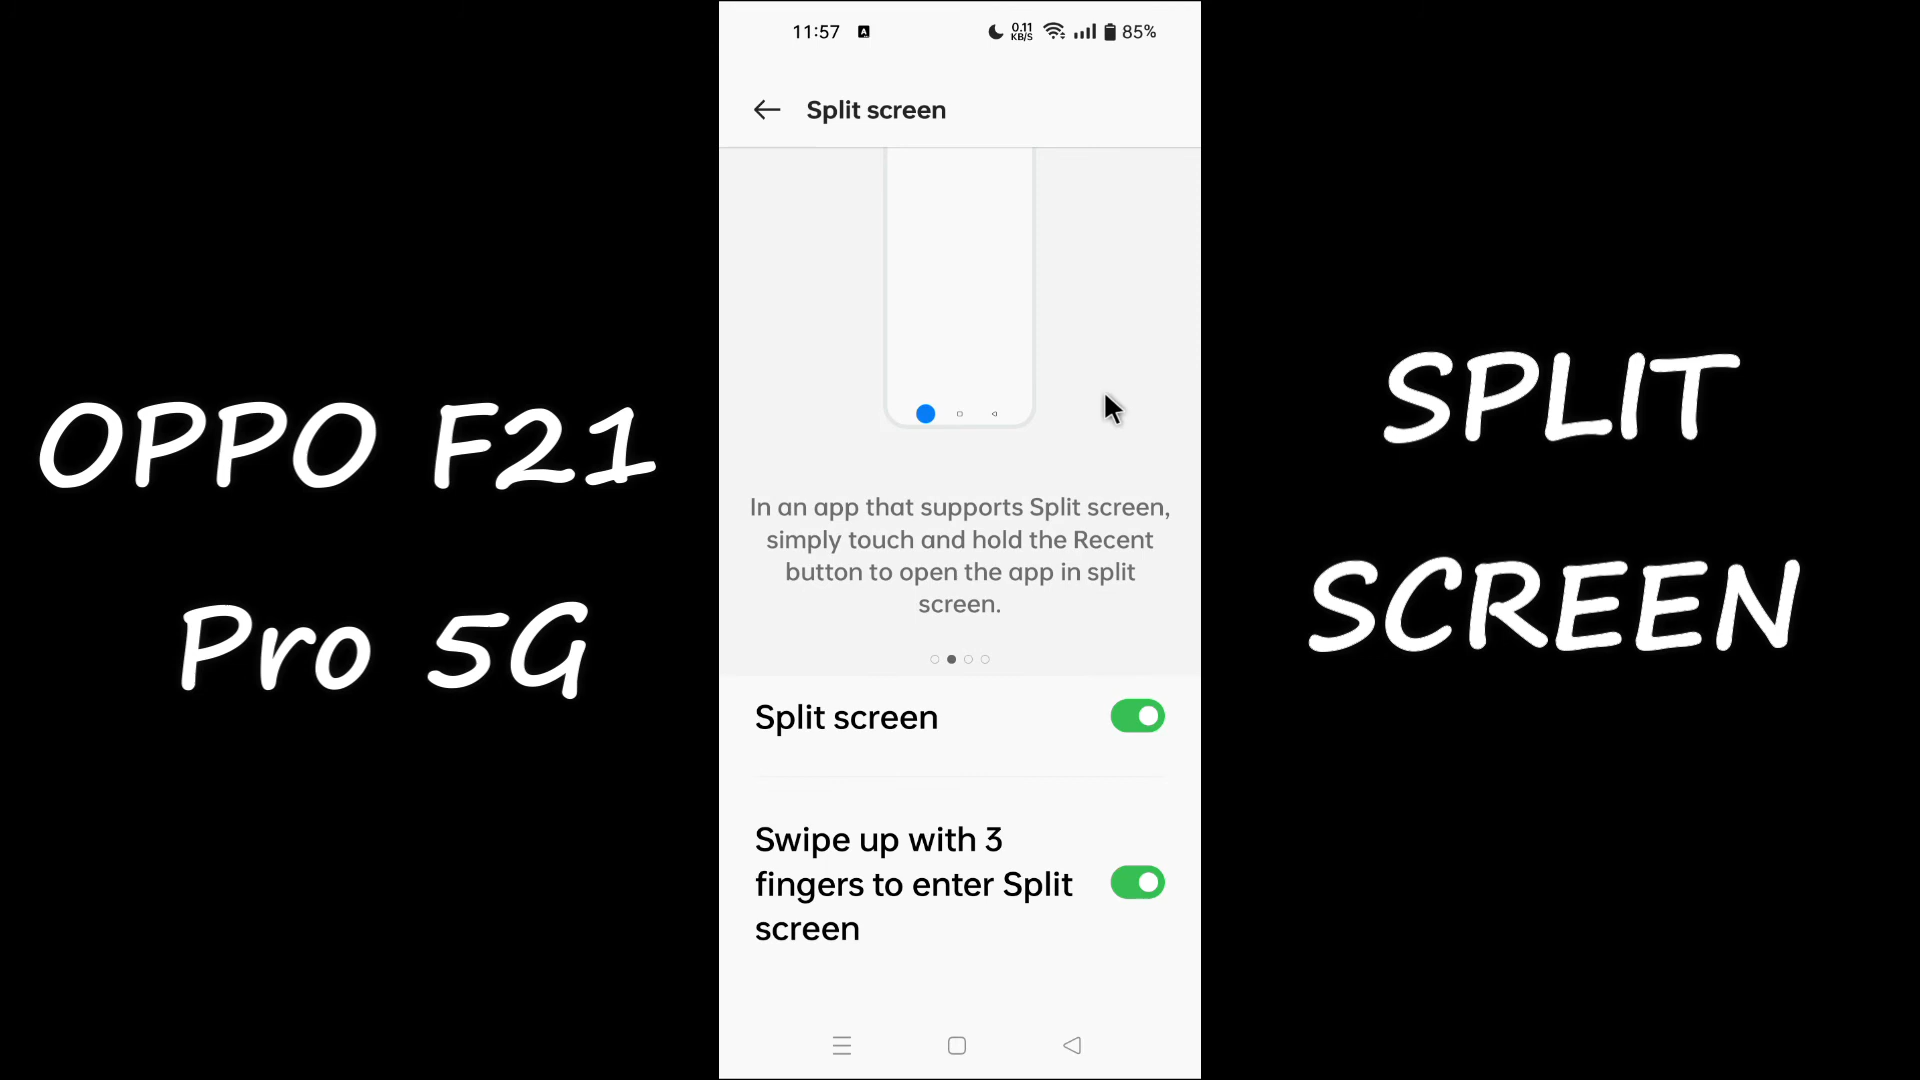 11:57
A
0.11
KB/S
85%
Split screen
OPPO F21
Pro 5G
In an app that supports Split screen,
simply touch and hold the Recent
button to open the app in split
screen.
Split screen
Swipe up with 3
fingers to enter Split
screen
SPLIT
SCREEN